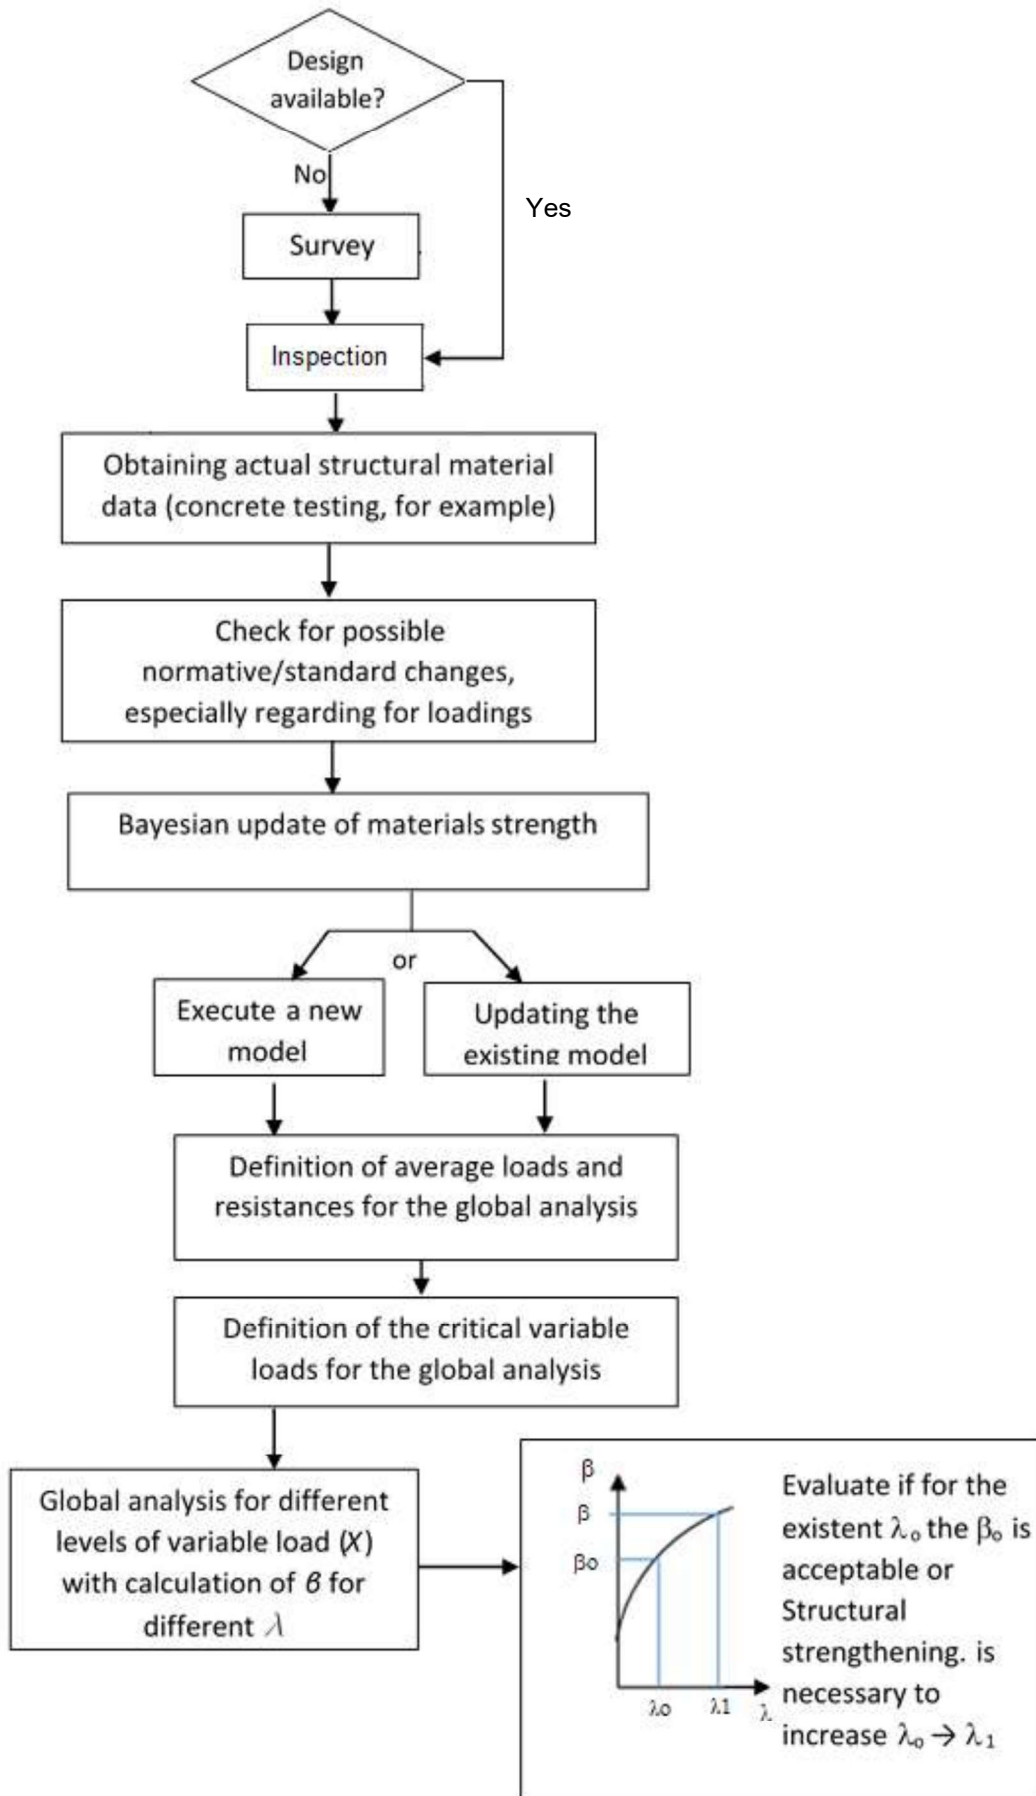 Design
available?
No
Yes
Survey
Inspection
Obtaining actual structural material
data (concrete testing, for example)
Check for possible
normative/standard changes,
especially regarding for loadings
Bayesian update of materials strength
or
Execute a new
model
Updating the
existing model
Definition of average loads and
resistances for the global analysis
Definition of the critical variable
loads for the global analysis
Global analysis for different
levels of variable load (X)
with calculation of β for
different λ
β
β
βo
λo
λ1
λ
Evaluate if for the
existent λₒ the βₒ is
acceptable or
Structural
strengthening. is
necessary to
increase λₒ → λ₁